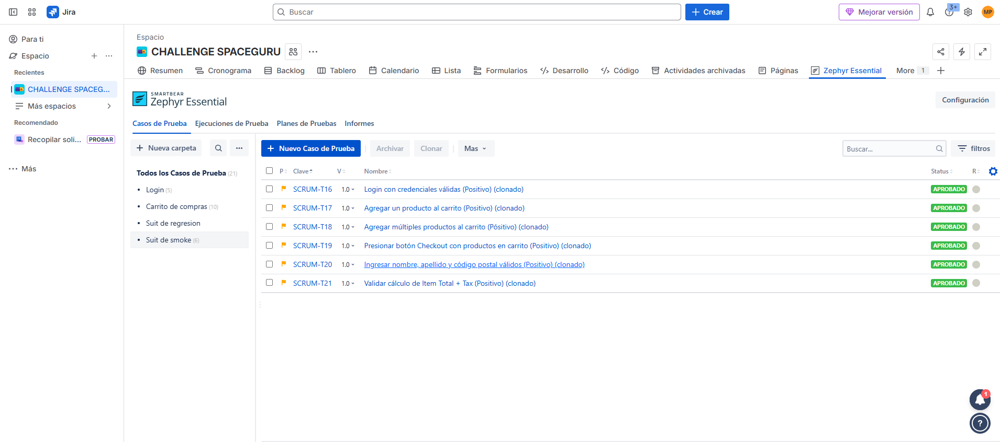 Jira
Buscar
Crear
Mejorar versión
3+
MP
Para ti
Espacio
Recientes
CHALLENGE SPACEG...
Más espacios
Recomendado
Recopilar soli... PROBAR
Más
Espacio
CHALLENGE SPACEGURU
Resumen Cronograma Backlog Tablero Calendario Lista Formularios Desarrollo Código Actividades archivadas Páginas Zephyr Essential More 1
SMARTBEAR
Zephyr Essential
Configuración
Casos de Prueba Ejecuciones de Prueba Planes de Pruebas Informes
Nueva carpeta
Todos los Casos de Prueba (21)
Login (5)
Carrito de compras (10)
Suit de regresion
Suit de smoke (6)
Nuevo Caso de Prueba Archivar Clonar Mas Buscar... filtros
P Clave V Nombre Status R
SCRUM-T16 1.0 Login con credenciales válidas (Positivo) (clonado) APROBADO
SCRUM-T17 1.0 Agregar un producto al carrito (Positivo) (clonado) APROBADO
SCRUM-T18 1.0 Agregar múltiples productos al carrito (Pósitivo) (clonado) APROBADO
SCRUM-T19 1.0 Presionar botón Checkout con productos en carrito (Positivo) (clonado) APROBADO
SCRUM-T20 1.0 Ingresar nombre, apellido y código postal válidos (Positivo) (clonado) APROBADO
SCRUM-T21 1.0 Validar cálculo de Item Total + Tax (Positivo) (clonado) APROBADO
1
?